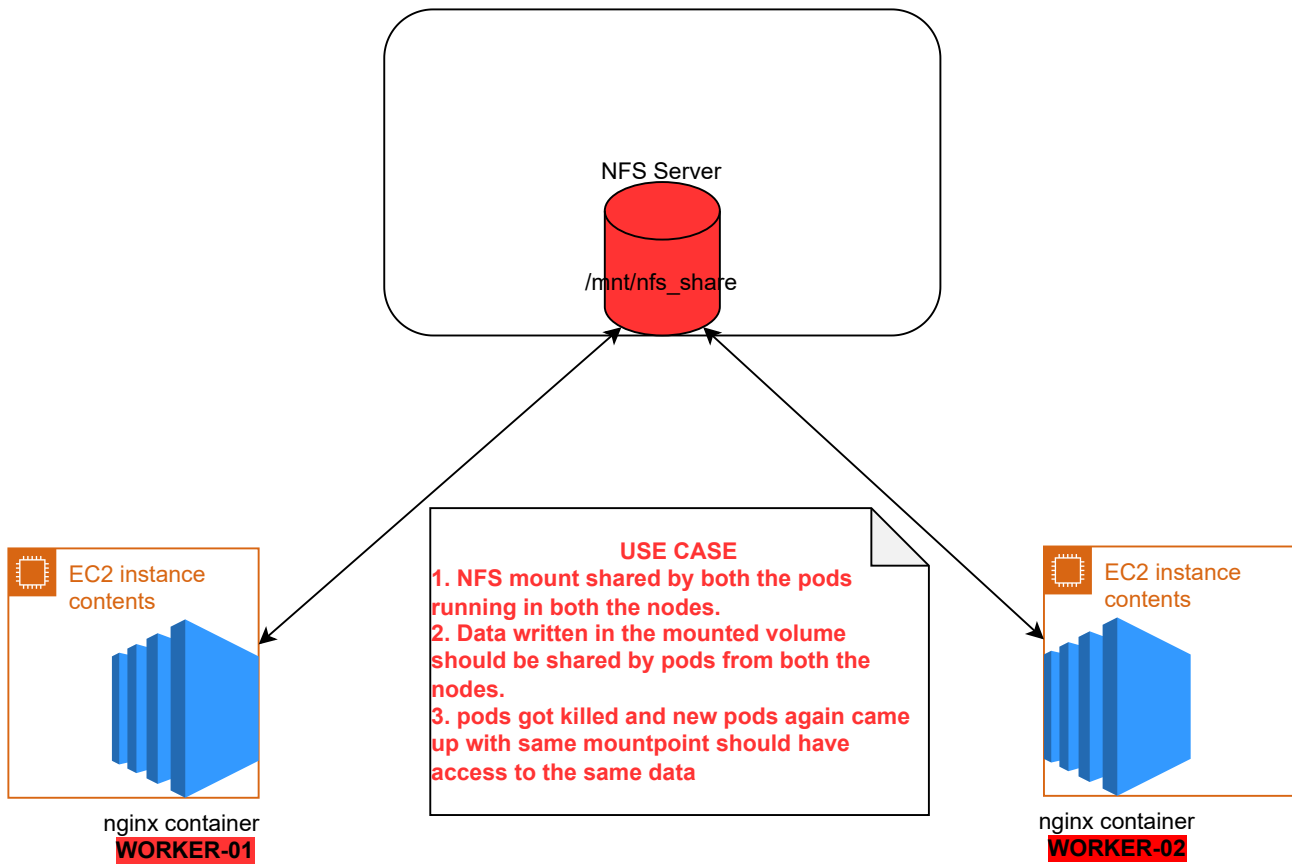 NFS Server
/mnt/nfs_share
USE CASE
1. NFS mount shared by both the pods
running in both the nodes.
2. Data written in the mounted volume
should be shared by pods from both the
nodes.
3. pods got killed and new pods again came
up with same mountpoint should have
access to the same data
EC2 instance
contents
nginx container
WORKER-01
EC2 instance
contents
nginx container
WORKER-02